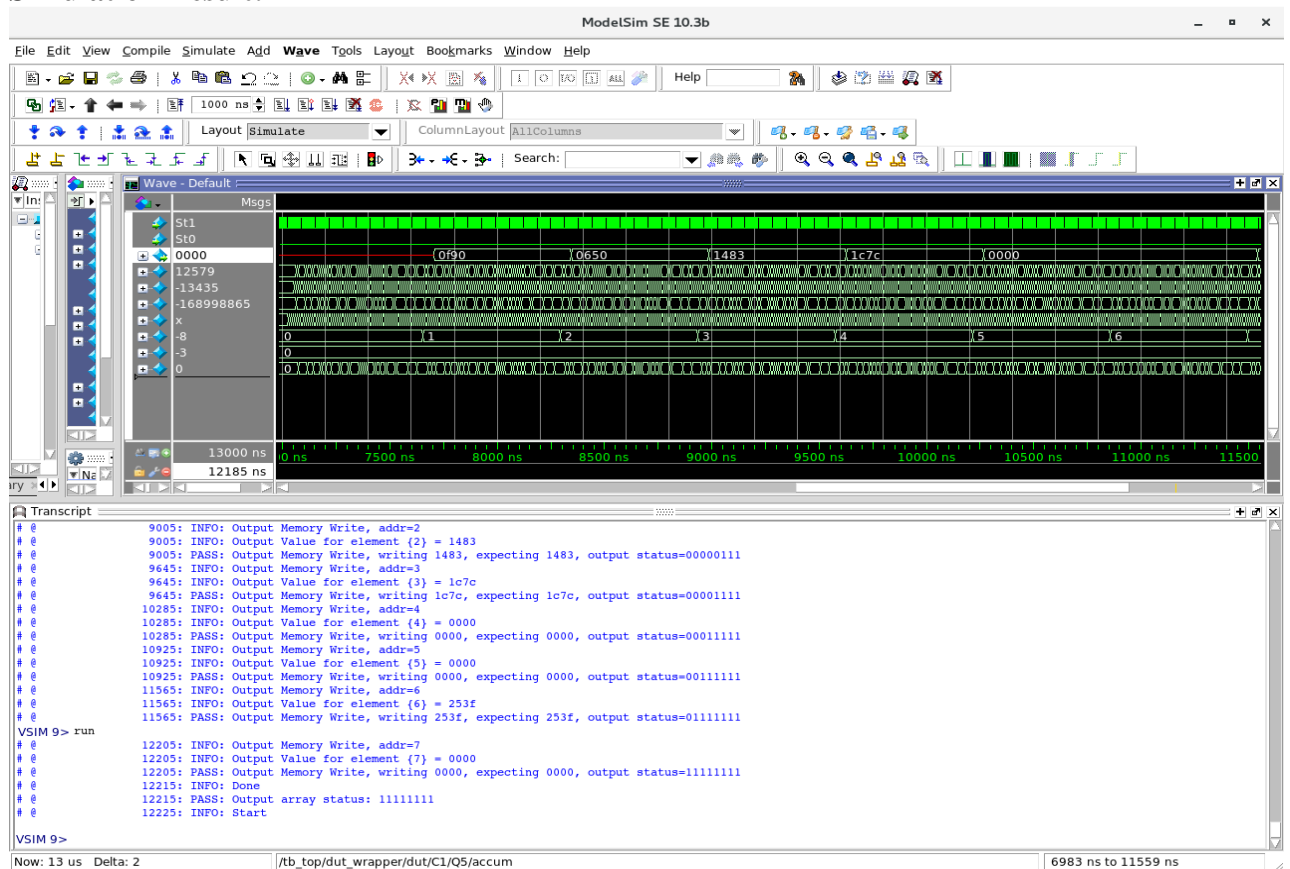 ModelSim SE 10.3b
File Edit View Compile Simulate Add Wave Tools Layout Bookmarks Window Help
Help
1000 ns
Layout Simulate ColumnLayout AllColumns
Search:
Wave - Default
Msgs
St1
St0
0000 0f90 0650 1483 1c7c 0000
12579
-13435
-168998865
x
-8 0 1 2 3 4 5 6
-3 0
0 0
13000 ns 0 ns 7500 ns 8000 ns 8500 ns 9000 ns 9500 ns 10000 ns 10500 ns 11000 ns 11500
12185 ns
Transcript
# @ 9005: INFO: Output Memory Write, addr=2
# @ 9005: INFO: Output Value for element {2} = 1483
# @ 9005: PASS: Output Memory Write, writing 1483, expecting 1483, output status=00000111
# @ 9645: INFO: Output Memory Write, addr=3
# @ 9645: INFO: Output Value for element {3} = 1c7c
# @ 9645: PASS: Output Memory Write, writing 1c7c, expecting 1c7c, output status=00001111
# @ 10285: INFO: Output Memory Write, addr=4
# @ 10285: INFO: Output Value for element {4} = 0000
# @ 10285: PASS: Output Memory Write, writing 0000, expecting 0000, output status=00011111
# @ 10925: INFO: Output Memory Write, addr=5
# @ 10925: INFO: Output Value for element {5} = 0000
# @ 10925: PASS: Output Memory Write, writing 0000, expecting 0000, output status=00111111
# @ 11565: INFO: Output Memory Write, addr=6
# @ 11565: INFO: Output Value for element {6} = 253f
# @ 11565: PASS: Output Memory Write, writing 253f, expecting 253f, output status=01111111
VSIM 9> run
# @ 12205: INFO: Output Memory Write, addr=7
# @ 12205: INFO: Output Value for element {7} = 0000
# @ 12205: PASS: Output Memory Write, writing 0000, expecting 0000, output status=11111111
# @ 12215: INFO: Done
# @ 12215: PASS: Output array status: 11111111
# @ 12225: INFO: Start
VSIM 9>
Now: 13 us Delta: 2 /tb_top/dut_wrapper/dut/C1/Q5/accum 6983 ns to 11559 ns